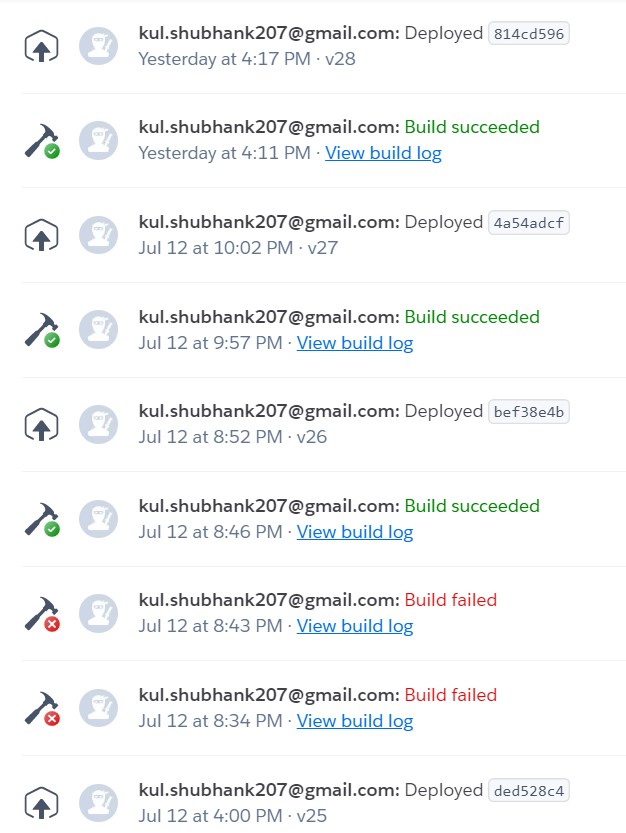 kul.shubhank207@gmail.com: Deployed 814cd596
Yesterday at 4:17 PM · v28
kul.shubhank207@gmail.com: Build succeeded
Yesterday at 4:11 PM · View build log
kul.shubhank207@gmail.com: Deployed 4a54adcf
Jul 12 at 10:02 PM · v27
kul.shubhank207@gmail.com: Build succeeded
Jul 12 at 9:57 PM · View build log
kul.shubhank207@gmail.com: Deployed bef38e4b
Jul 12 at 8:52 PM · v26
kul.shubhank207@gmail.com: Build succeeded
Jul 12 at 8:46 PM · View build log
kul.shubhank207@gmail.com: Build failed
Jul 12 at 8:43 PM · View build log
kul.shubhank207@gmail.com: Build failed
Jul 12 at 8:34 PM · View build log
kul.shubhank207@gmail.com: Deployed ded528c4
Jul 12 at 4:00 PM · v25